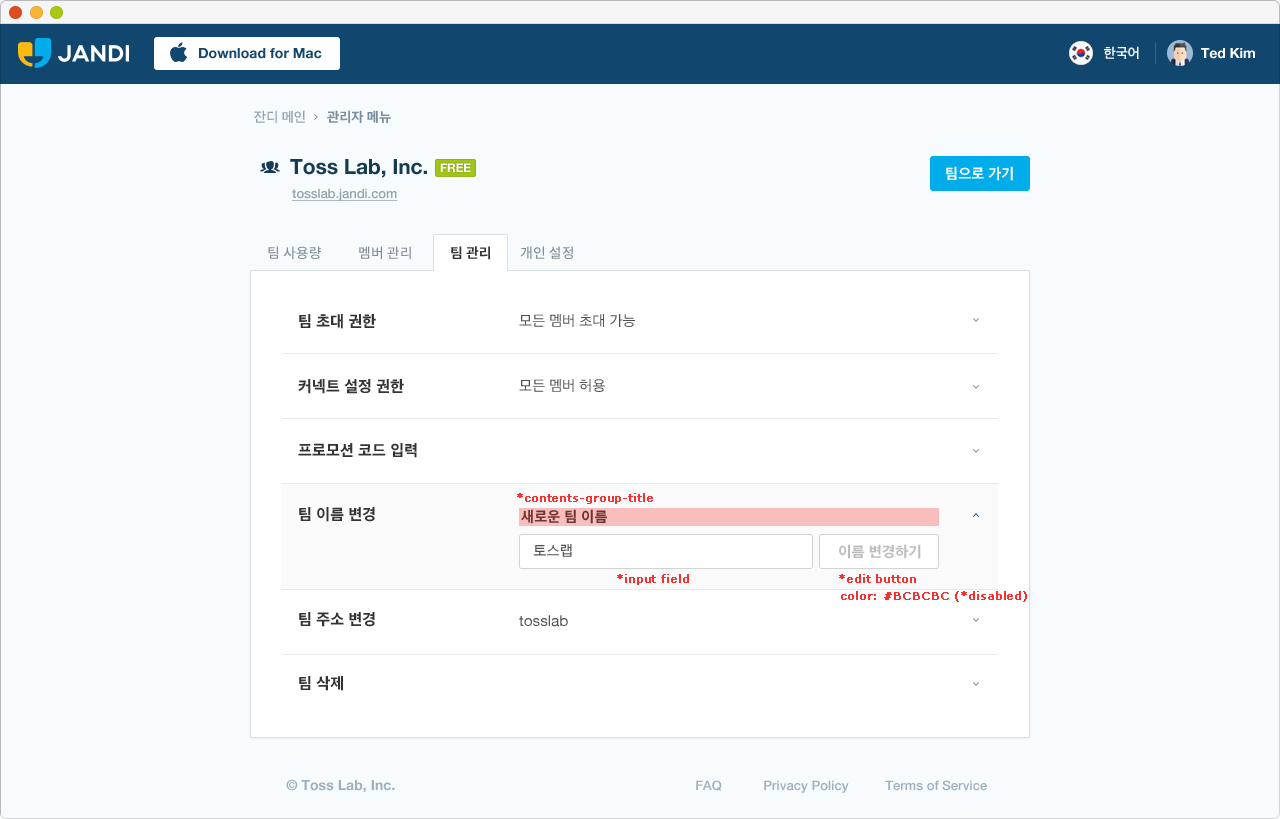 JANDI
Download for Mac
한국어
Ted Kim
잔디 메인 › 관리자 메뉴
Toss Lab, Inc. FREE
tosslab.jandi.com
팀으로 가기
팀 사용량
멤버 관리
팀 관리
개인 설정
팀 초대 권한
모든 멤버 초대 가능
커넥트 설정 권한
모든 멤버 허용
프로모션 코드 입력
*contents-group-title
팀 이름 변경
새로운 팀 이름
토스랩
이름 변경하기
*input field
*edit button
color: #BCBCBC (*disabled)
팀 주소 변경
tosslab
팀 삭제
© Toss Lab, Inc.
FAQ
Privacy Policy
Terms of Service